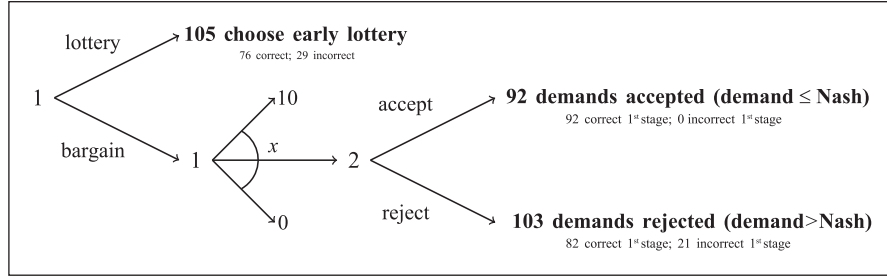 lottery
105 choose early lottery
76 correct; 29 incorrect
1
10
bargain
1
x
2
0
accept
92 demands accepted (demand ≤ Nash)
92 correct 1st stage; 0 incorrect 1st stage
reject
103 demands rejected (demand>Nash)
82 correct 1st stage; 21 incorrect 1st stage